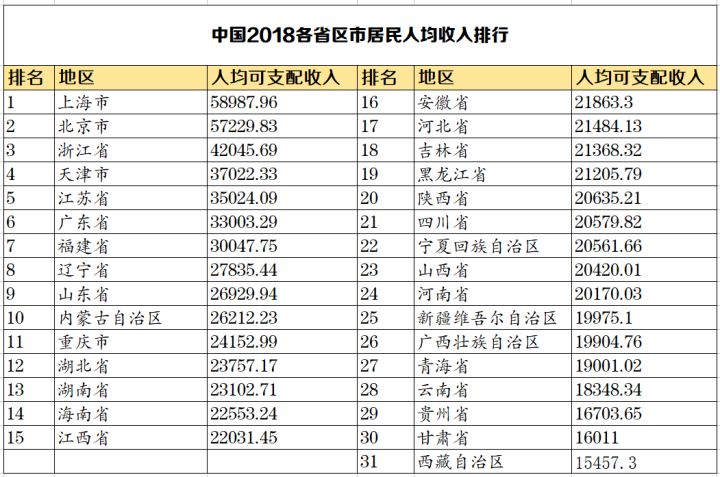 中国2018各省区市居民人均收入排行
排名 地区 人均可支配收入 排名 地区 人均可支配收入
1 上海市 58987.96 16 安徽省 21863.3
2 北京市 57229.83 17 河北省 21484.13
3 浙江省 42045.69 18 吉林省 21368.32
4 天津市 37022.33 19 黑龙江省 21205.79
5 江苏省 35024.09 20 陕西省 20635.21
6 广东省 33003.29 21 四川省 20579.82
7 福建省 30047.75 22 宁夏回族自治区 20561.66
8 辽宁省 27835.44 23 山西省 20420.01
9 山东省 26929.94 24 河南省 20170.03
10 内蒙古自治区 26212.23 25 新疆维吾尔自治区 19975.1
11 重庆市 24152.99 26 广西壮族自治区 19904.76
12 湖北省 23757.17 27 青海省 19001.02
13 湖南省 23102.71 28 云南省 18348.34
14 海南省 22553.24 29 贵州省 16703.65
15 江西省 22031.45 30 甘肃省 16011
31 西藏自治区 15457.3